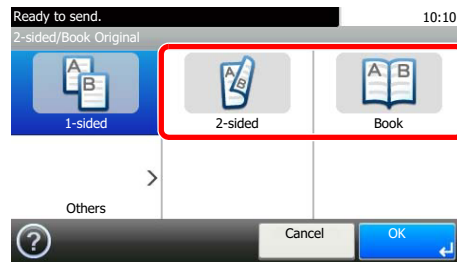 Ready to send.
10:10
2-sided/Book Original
A
B
1-sided
A
B
2-sided
A B
Book
>
Others
?
Cancel
OK